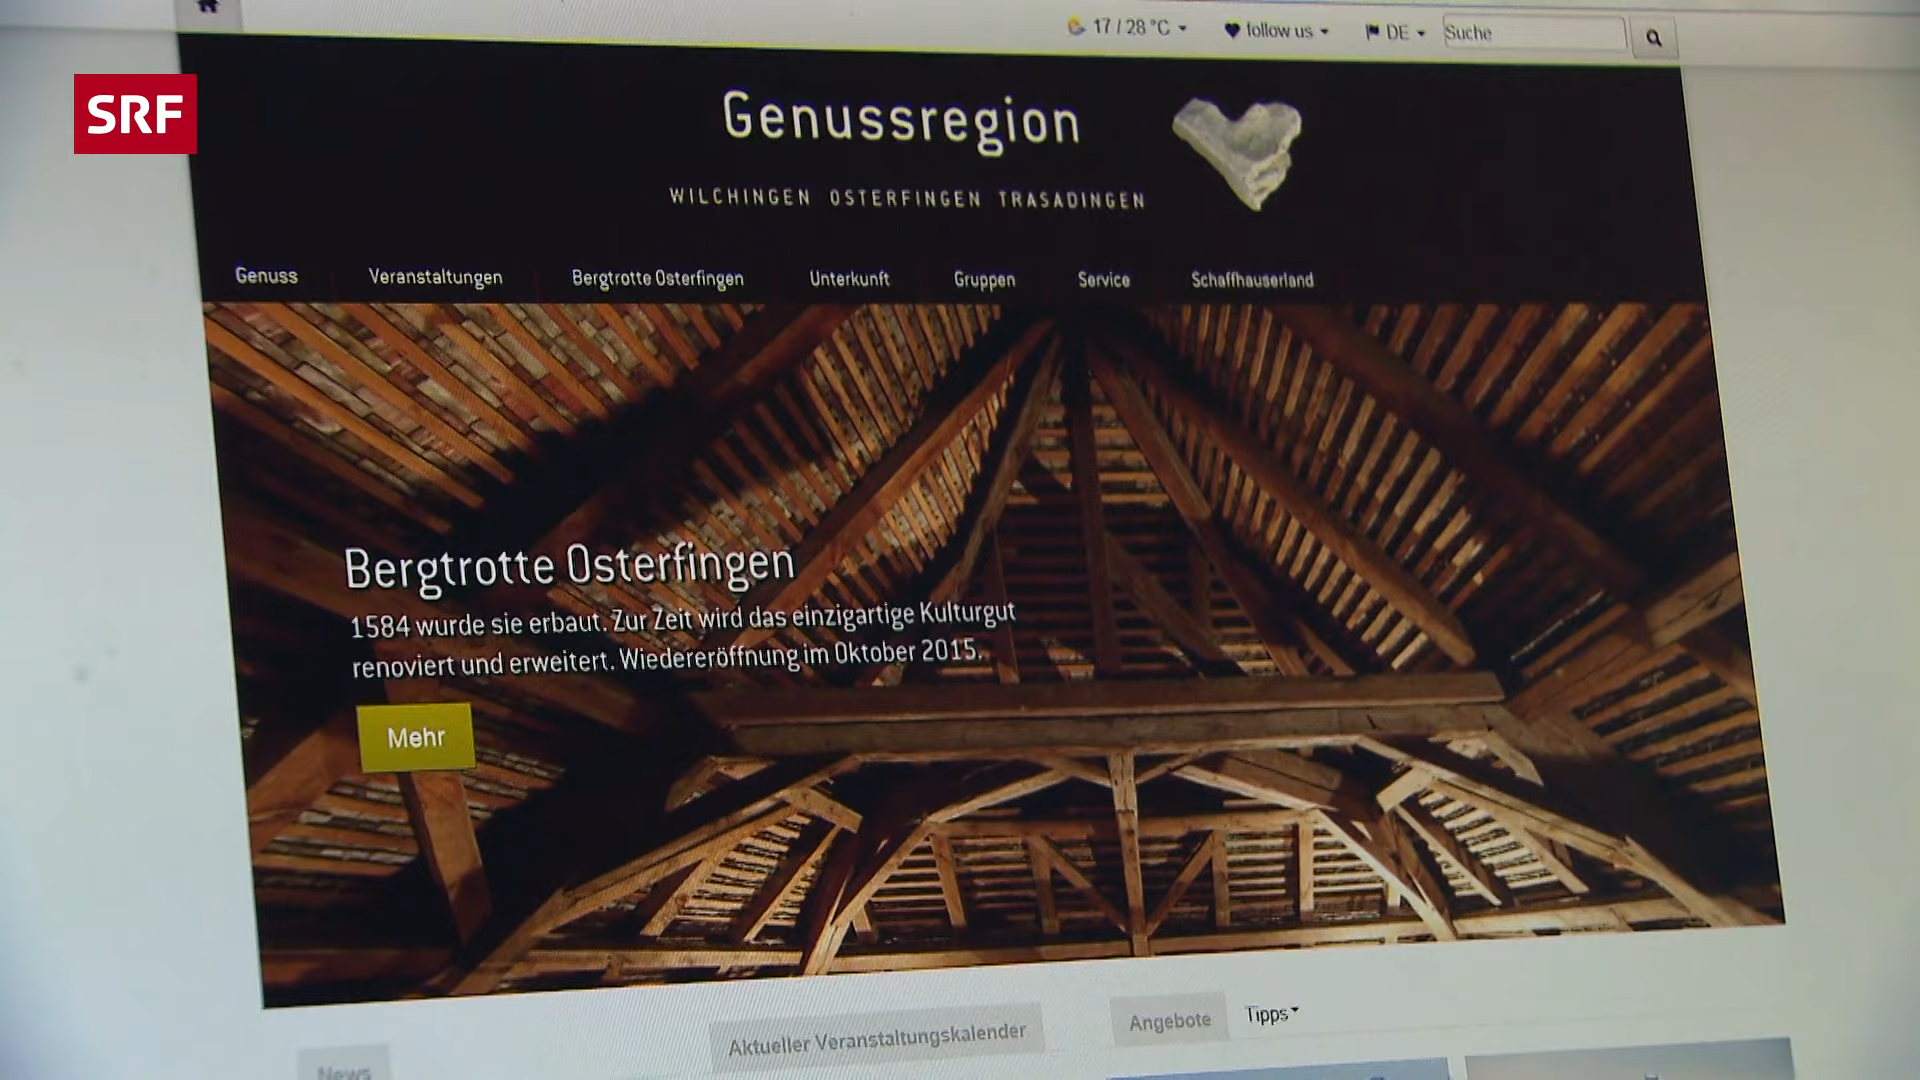 17 / 28 °C
follow us
DE
Suche
SRF
Genussregion
WILCHINGEN OSTERFINGEN TRASADINGEN
Genuss
Veranstaltungen
Bergtrotte Osterfingen
Unterkunft
Gruppen
Service
Schaffhauserland
Bergtrotte Osterfingen
1584 wurde sie erbaut. Zur Zeit wird das einzigartige Kulturgut
renoviert und erweitert. Wiedereröffnung im Oktober 2015.
Mehr
News
Aktueller Veranstaltungskalender
Angebote
Tipps